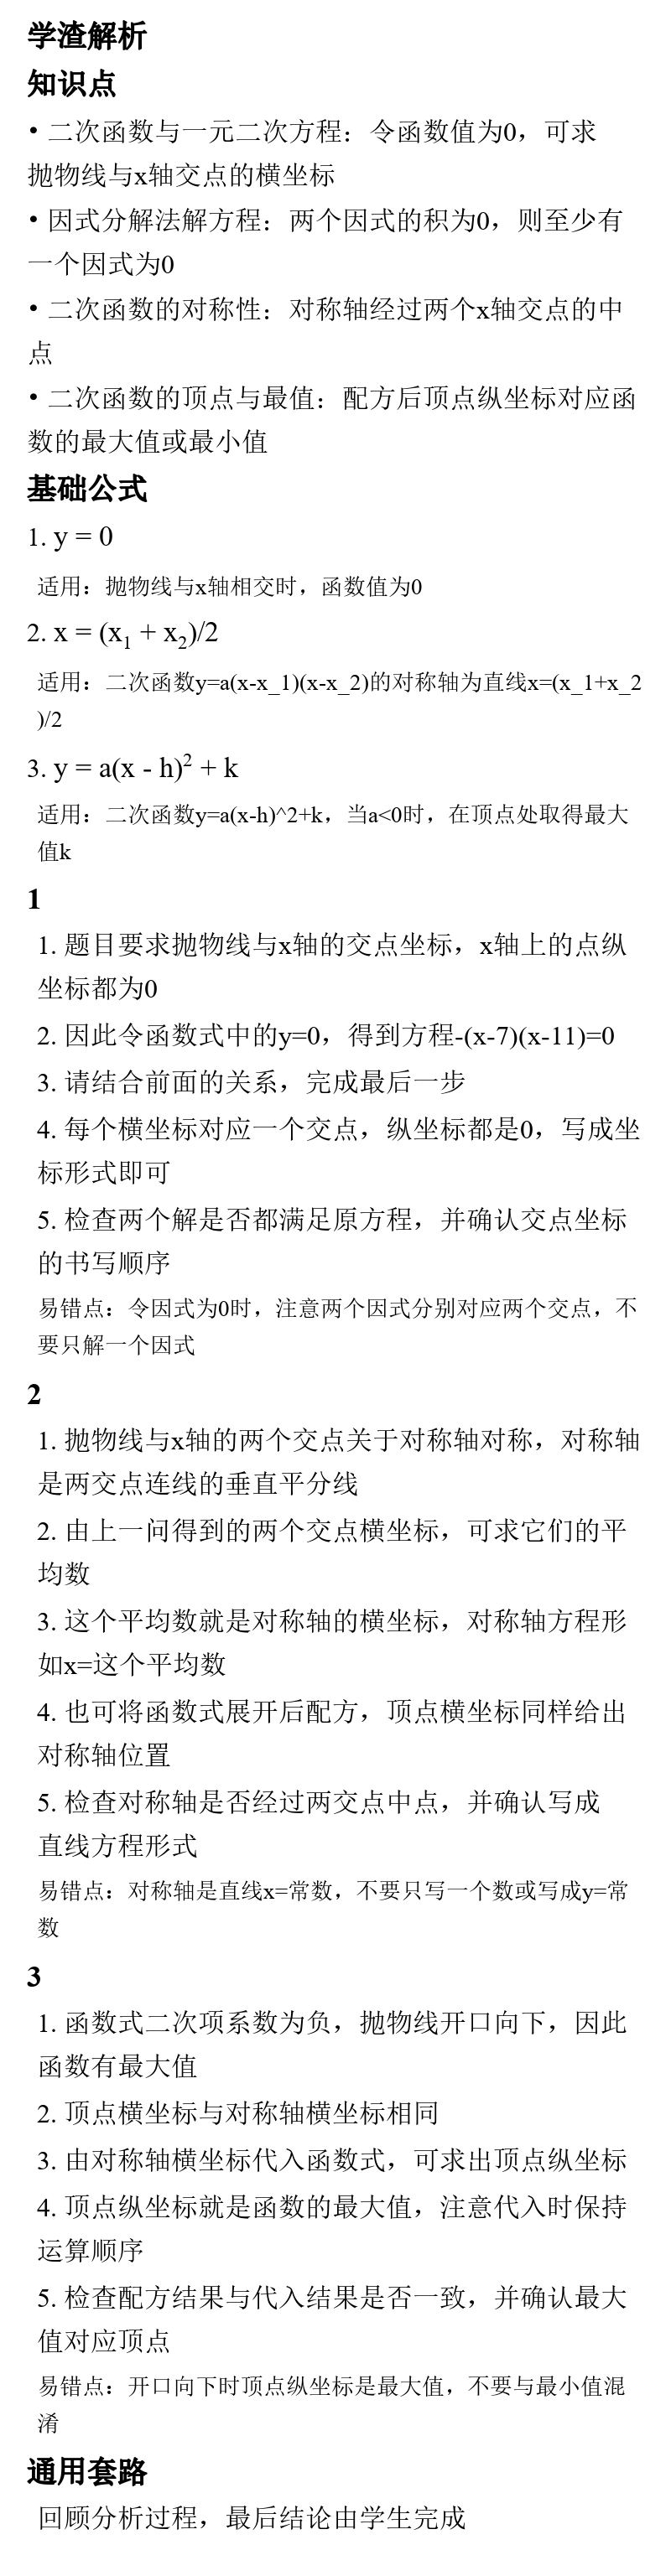 学渣解析
知识点
• 二次函数与一元二次方程：令函数值为0，可求
抛物线与x轴交点的横坐标
• 因式分解法解方程：两个因式的积为0，则至少有
一个因式为0
• 二次函数的对称性：对称轴经过两个x轴交点的中
点
• 二次函数的顶点与最值：配方后顶点纵坐标对应函
数的最大值或最小值
基础公式
1. y = 0
适用：抛物线与x轴相交时，函数值为0
2. x = (x₁ + x₂)/2
适用：二次函数y=a(x-x_1)(x-x_2)的对称轴为直线x=(x_1+x_2
)/2
3. y = a(x - h)² + k
适用：二次函数y=a(x-h)^2+k，当a<0时，在顶点处取得最大
值k
1
1. 题目要求抛物线与x轴的交点坐标，x轴上的点纵
坐标都为0
2. 因此令函数式中的y=0，得到方程-(x-7)(x-11)=0
3. 请结合前面的关系，完成最后一步
4. 每个横坐标对应一个交点，纵坐标都是0，写成坐
标形式即可
5. 检查两个解是否都满足原方程，并确认交点坐标
的书写顺序
易错点：令因式为0时，注意两个因式分别对应两个交点，不
要只解一个因式
2
1. 抛物线与x轴的两个交点关于对称轴对称，对称轴
是两交点连线的垂直平分线
2. 由上一问得到的两个交点横坐标，可求它们的平
均数
3. 这个平均数就是对称轴的横坐标，对称轴方程形
如x=这个平均数
4. 也可将函数式展开后配方，顶点横坐标同样给出
对称轴位置
5. 检查对称轴是否经过两交点中点，并确认写成
直线方程形式
易错点：对称轴是直线x=常数，不要只写一个数或写成y=常
数
3
1. 函数式二次项系数为负，抛物线开口向下，因此
函数有最大值
2. 顶点横坐标与对称轴横坐标相同
3. 由对称轴横坐标代入函数式，可求出顶点纵坐标
4. 顶点纵坐标就是函数的最大值，注意代入时保持
运算顺序
5. 检查配方结果与代入结果是否一致，并确认最大
值对应顶点
易错点：开口向下时顶点纵坐标是最大值，不要与最小值混
淆
通用套路
回顾分析过程，最后结论由学生完成